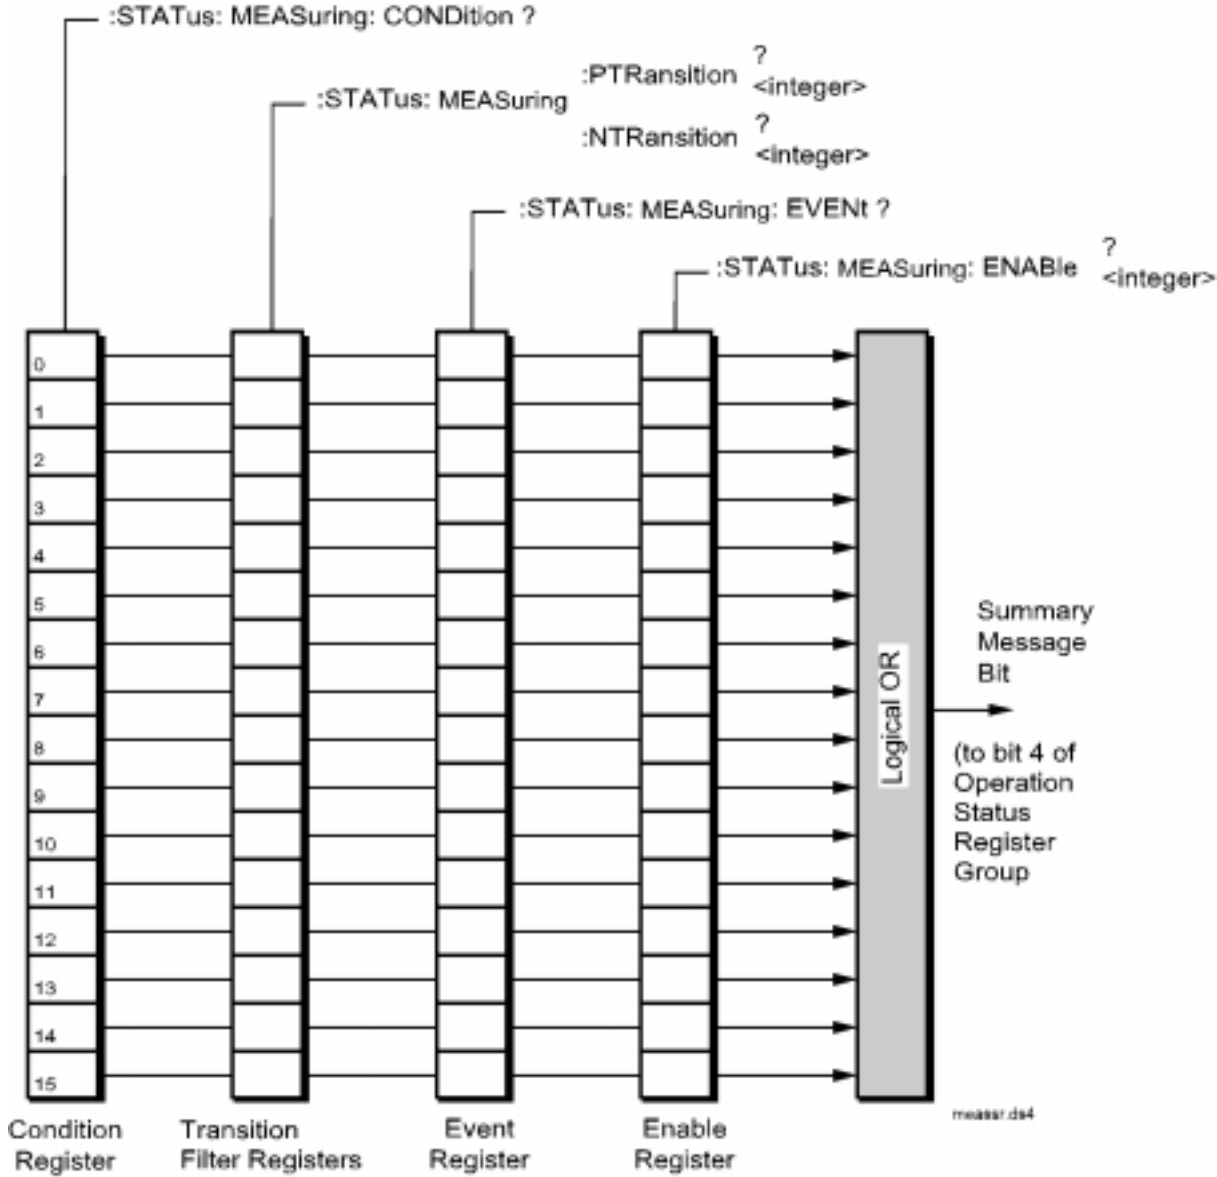 :STATus: MEASuring: CONDition ?
?
:PTRansition
<integer>
:STATus: MEASuring
?
:NTRansition
<integer>
:STATus: MEASuring: EVENt ?
?
:STATus: MEASuring: ENABle
<integer>
0
1
2
3
4
5
6
7
8
9
10
11
12
13
14
15
Logical OR
Summary
Message
Bit
(to bit 4 of
Operation
Status
Register
Group
measr.ds4
Condition
Register
Transition
Filter Registers
Event
Register
Enable
Register